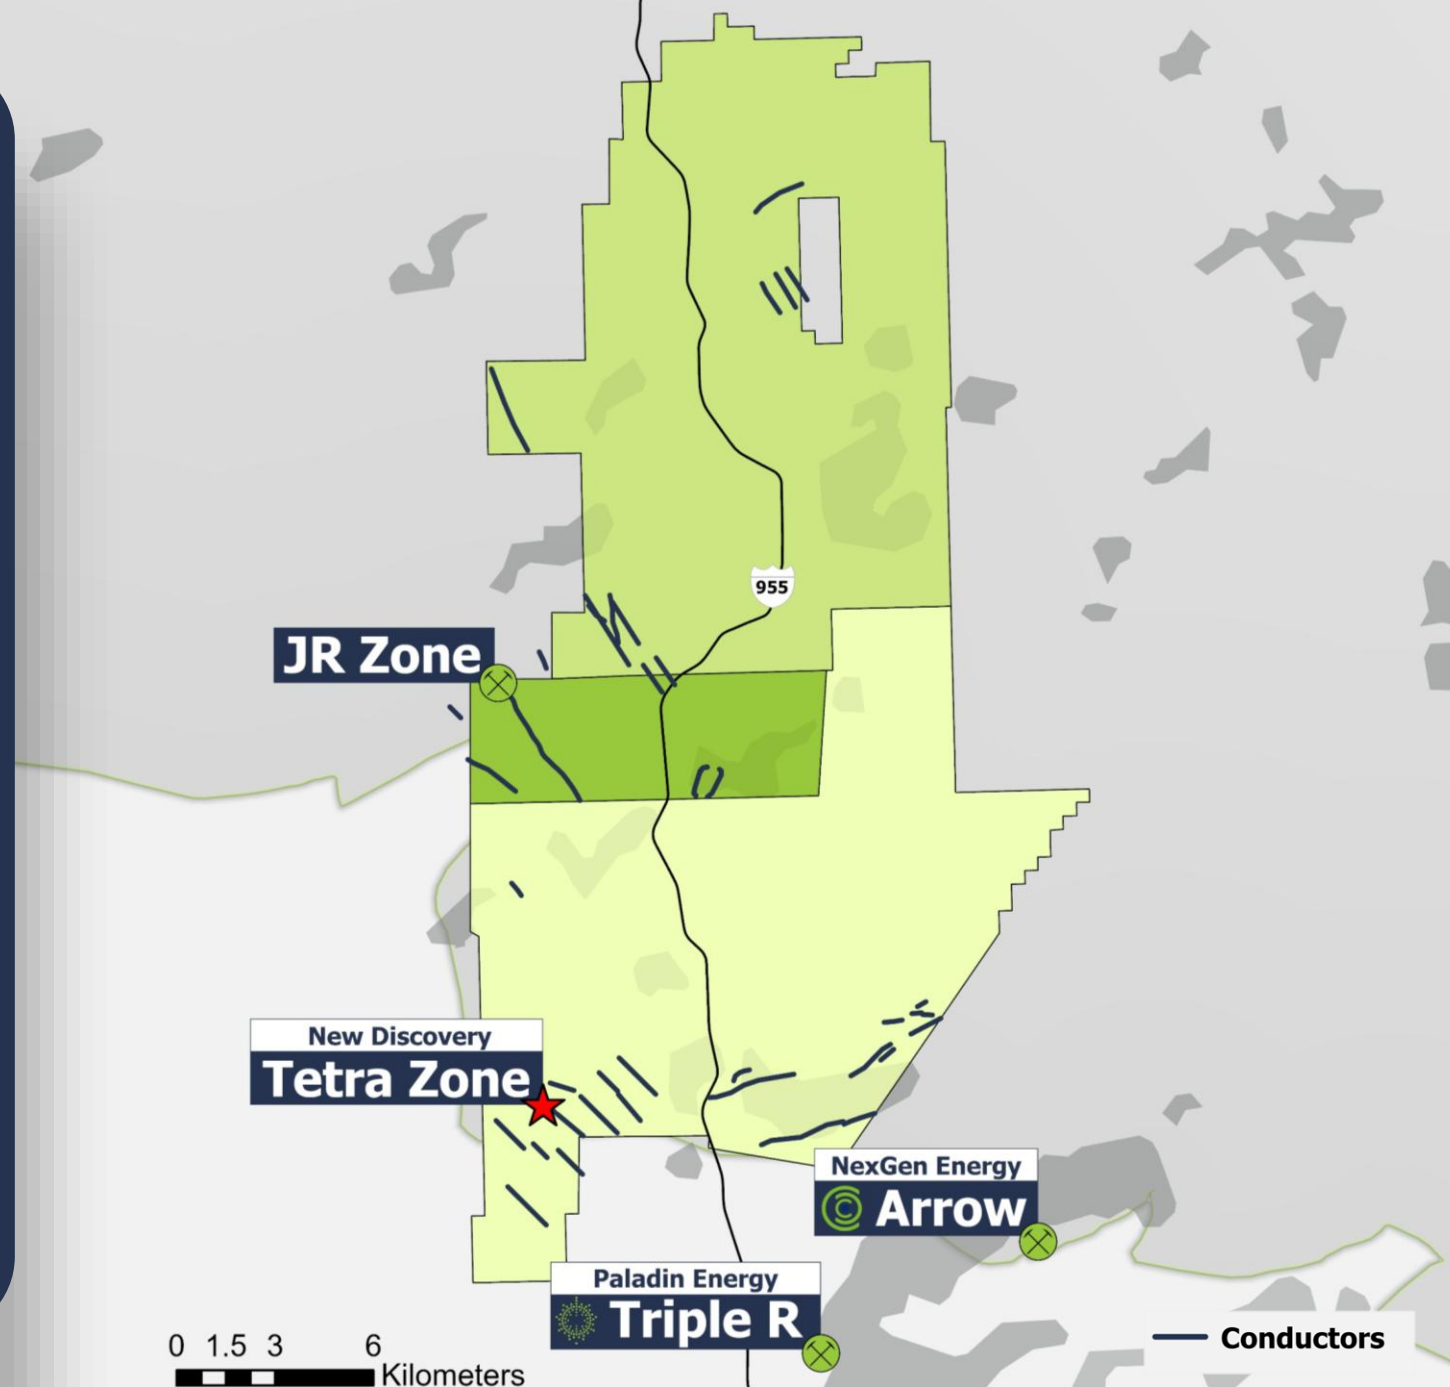 955
JR Zone
New Discovery
Tetra Zone
NexGen Energy
Arrow
Paladin Energy
Triple R
0 1.5 3 6
Kilometers
Conductors